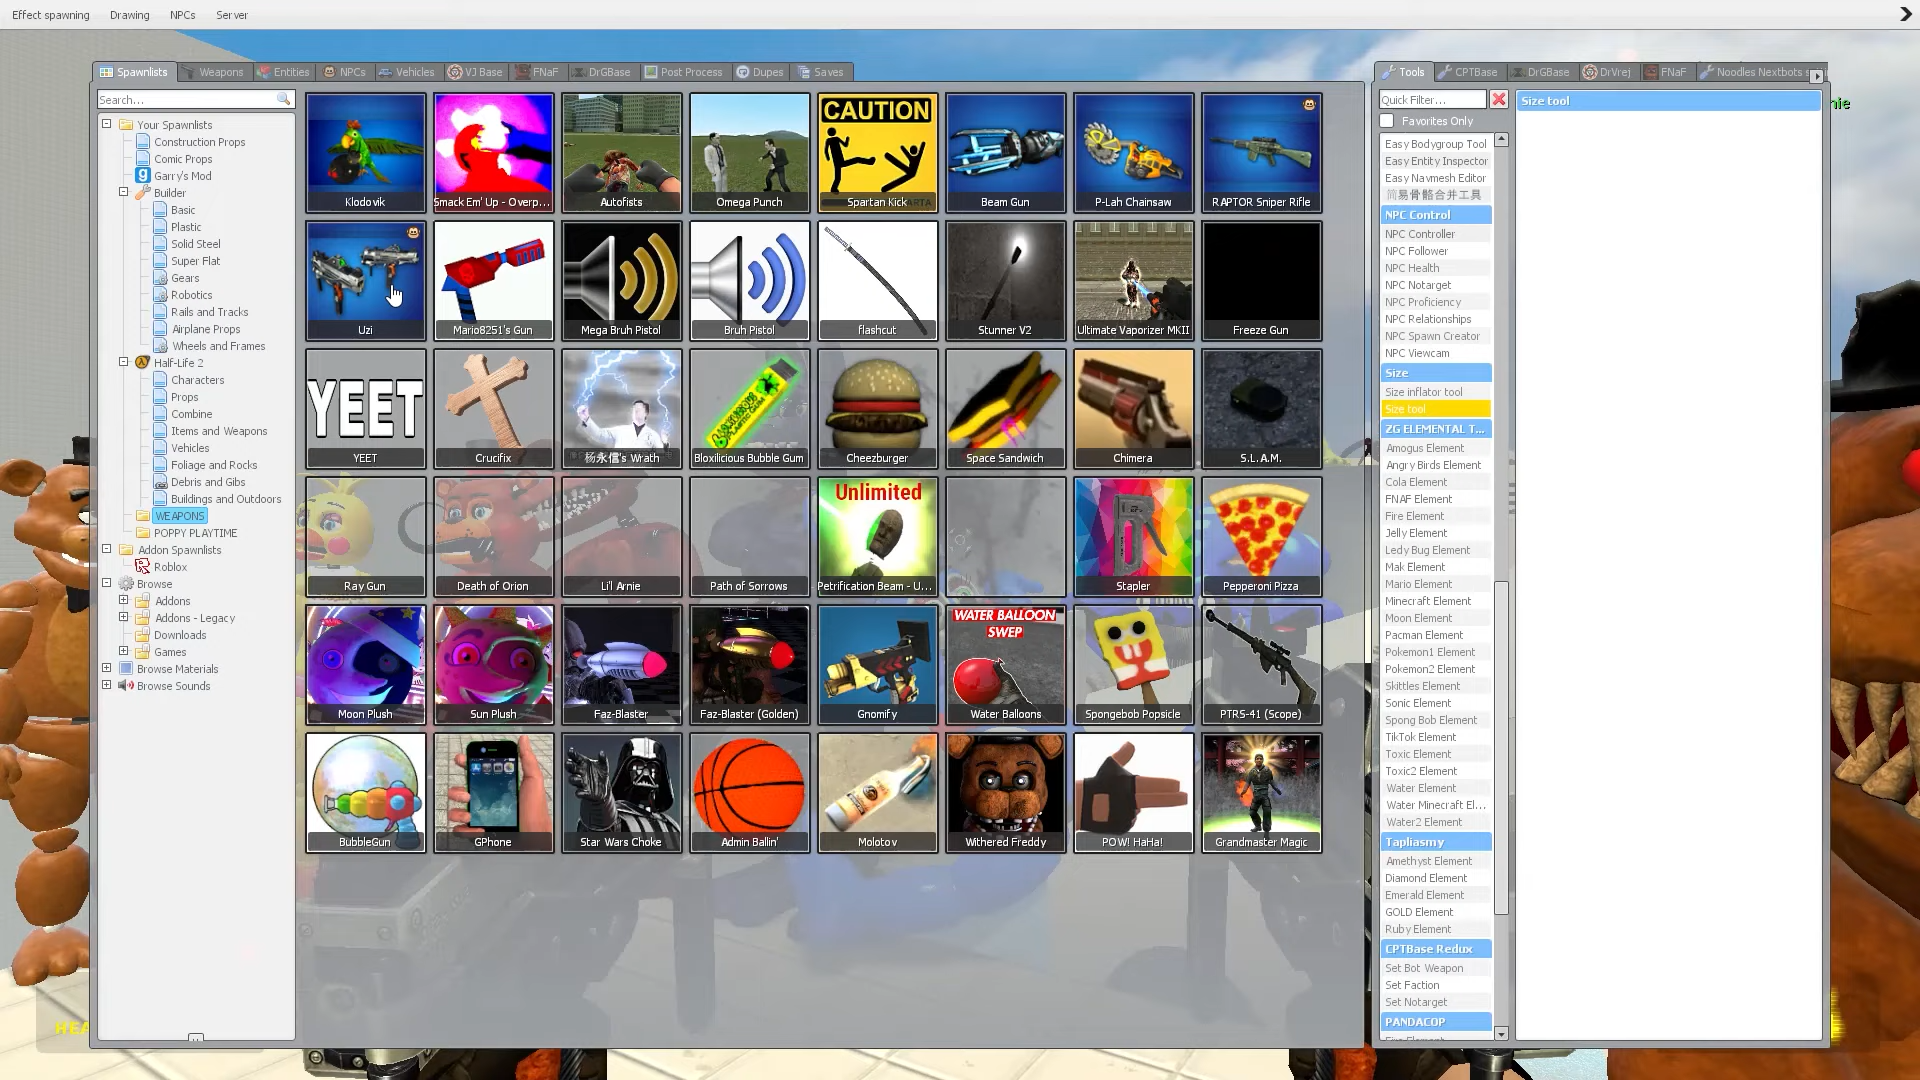 Effect spawning Drawing NPCs Server
Spawnlists Weapons Entities NPCs Vehicles VJ Base FNaF DrGBase Post Process Dupes Saves
Search...
Your Spawnlists
Construction Props
Comic Props
Garry's Mod
Builder
Basic
Plastic
Solid Steel
Super Flat
Gears
Robotics
Rails and Tracks
Airplane Props
Wheels and Frames
Half-Life 2
Characters
Props
Combine
Items and Weapons
Vehicles
Foliage and Rocks
Debris and Gibs
Buildings and Outdoors
WEAPONS
POPPY PLAYTIME
Addon Spawnlists
Roblox
Browse
Addons
Addons - Legacy
Downloads
Games
Browse Materials
Browse Sounds
CAUTION
Klodovik Smack Em' Up - Overp... Autofists Omega Punch Spartan Kick Beam Gun P-Lah Chainsaw RAPTOR Sniper Rifle
Uzi Mario8251's Gun Mega Bruh Pistol Bruh Pistol flashcut Stunner V2 Ultimate Vaporizer MKII Freeze Gun
YEET
YEET Crucifix 杨永信's Wrath Bloxilicious Bubble Gum Cheezburger Space Sandwich Chimera S.L.A.M.
Unlimited
Ray Gun Death of Orion Li'l Arnie Path of Sorrows Petrification Beam - U... Stapler Pepperoni Pizza
WATER BALLOON
SWEP
Moon Plush Sun Plush Faz-Blaster Faz-Blaster (Golden) Gnomify Water Balloons Spongebob Popsicle PTRS-41 (Scope)
BubbleGun GPhone Star Wars Choke Admin Ballin' Molotov Withered Freddy POW! HaHa! Grandmaster Magic
Tools CPTBase DrGBase DrVrej FNaF Noodles Nextbots
Quick Filter...
Favorites Only
Easy Bodygroup Tool
Easy Entity Inspector
Easy Navmesh Editor
简易骨骼合并工具
NPC Control
NPC Controller
NPC Follower
NPC Health
NPC Notarget
NPC Proficiency
NPC Relationships
NPC Spawn Creator
NPC Viewcam
Size
Size inflator tool
Size tool
ZG ELEMENTAL T...
Amogus Element
Angry Birds Element
Cola Element
FNAF Element
Fire Element
Jelly Element
Ledy Bug Element
Mak Element
Mario Element
Minecraft Element
Moon Element
Pacman Element
Pokemon1 Element
Pokemon2 Element
Skittles Element
Sonic Element
Spong Bob Element
TikTok Element
Toxic Element
Toxic2 Element
Water Element
Water Minecraft El...
Water2 Element
Tapliasmy
Amethyst Element
Diamond Element
Emerald Element
GOLD Element
Ruby Element
CPTBase Redux
Set Bot Weapon
Set Faction
Set Notarget
PANDACOP
Size tool